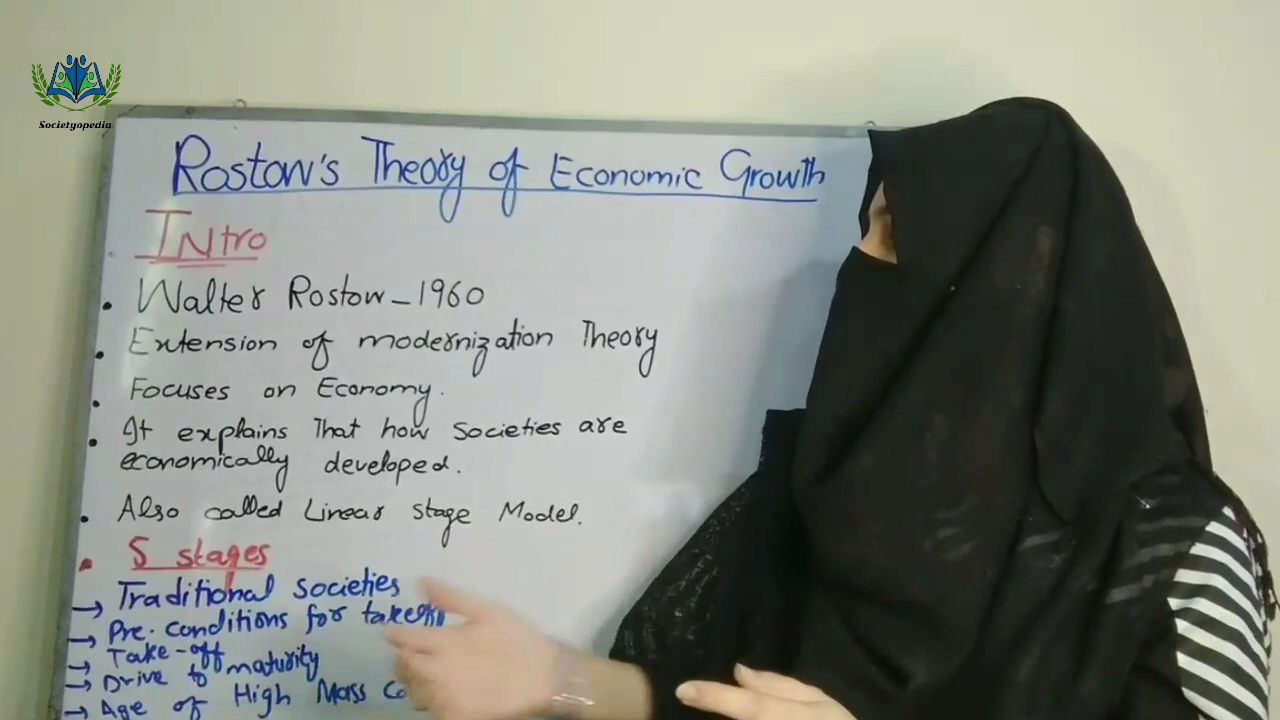 Societyopedia
Rostow's Theory of Economic Growth
Intro
• Walter Rostow - 1960
• Extension of modernization Theory
• Focuses on Economy.
• It explains That how societies are
economically developed.
• Also called Linear stage Model.
• 5 stages
→ Traditional societies
→ Pre-conditions for
→ Take-off
→ Drive to maturity
→ Age of High Mass